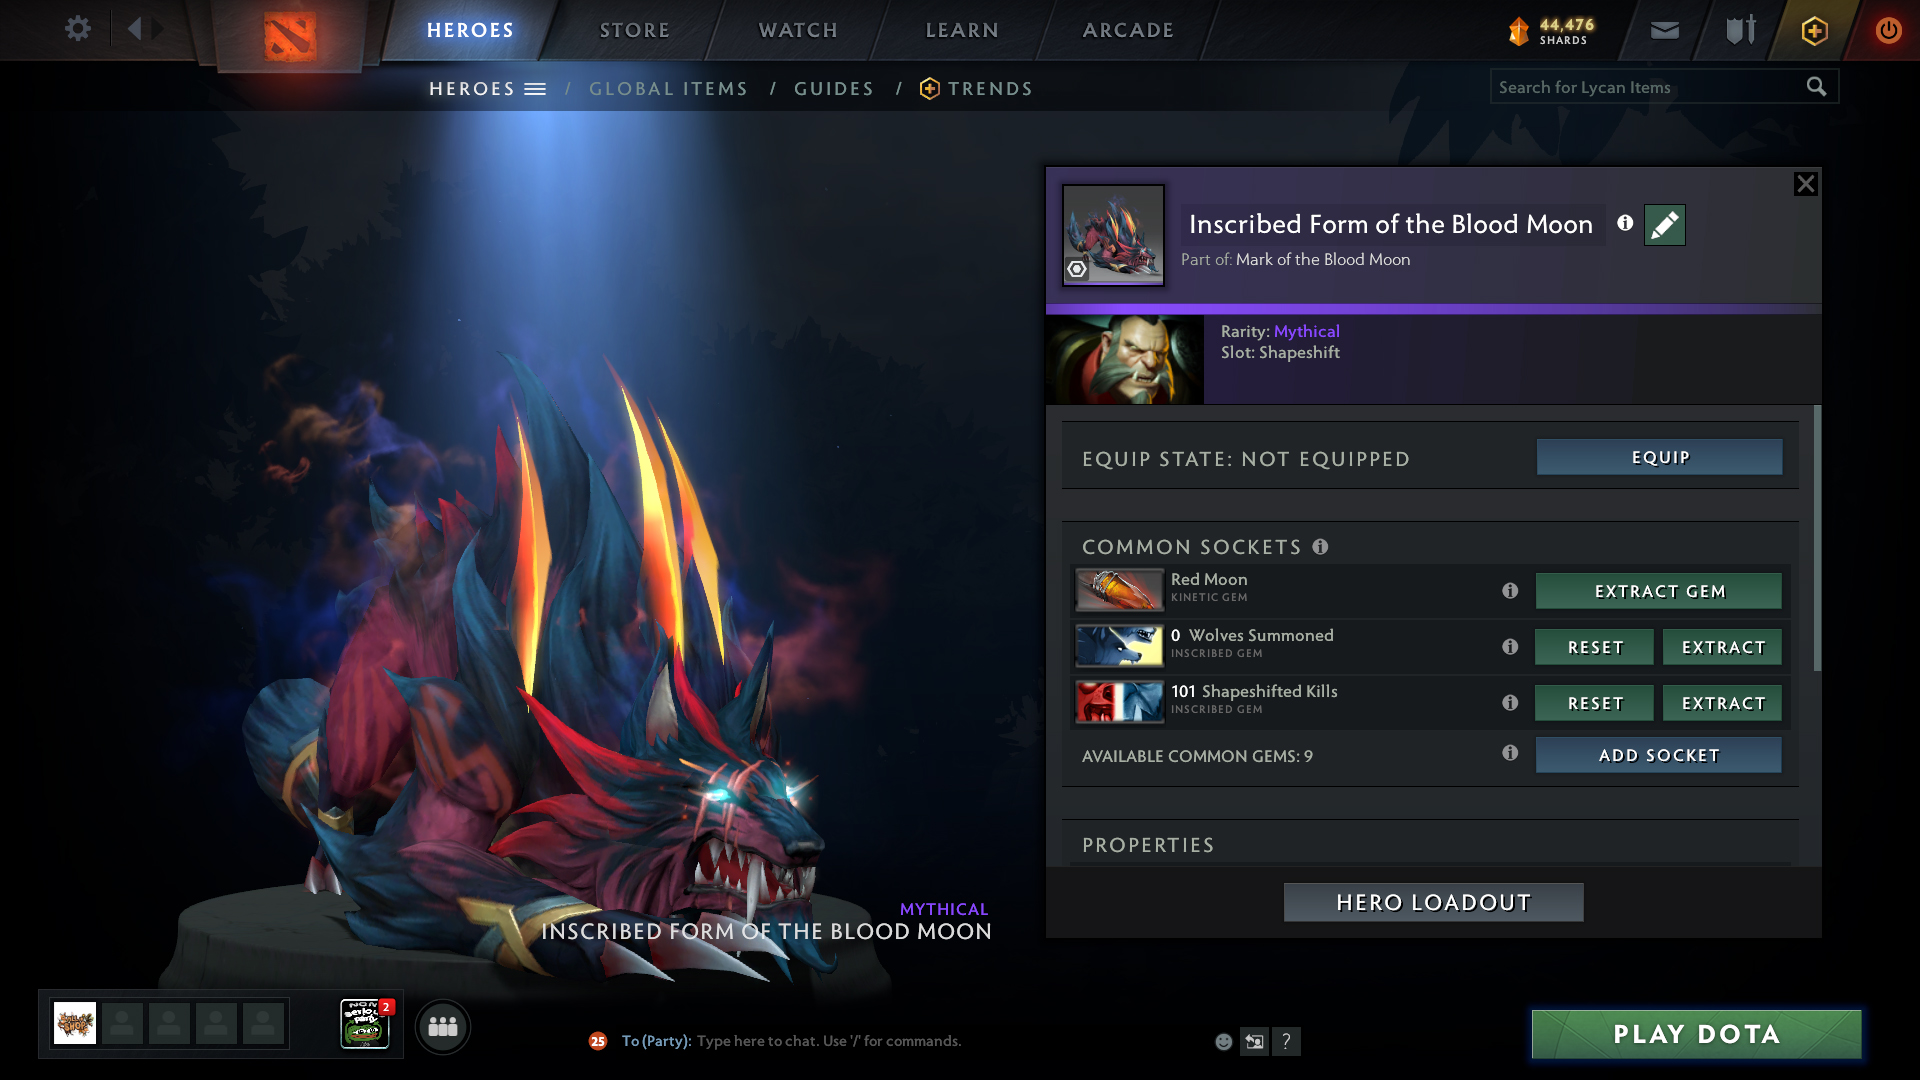 HEROES
STORE
WATCH
LEARN
ARCADE
44,476
SHARDS
HEROES / GLOBAL ITEMS / GUIDES / TRENDS
Search for Lycan Items
Inscribed Form of the Blood Moon
Part of: Mark of the Blood Moon
Rarity: Mythical
Slot: Shapeshift
EQUIP STATE: NOT EQUIPPED
EQUIP
COMMON SOCKETS
Red Moon
KINETIC GEM
EXTRACT GEM
0 Wolves Summoned
INSCRIBED GEM
RESET
EXTRACT
101 Shapeshifted Kills
INSCRIBED GEM
RESET
EXTRACT
AVAILABLE COMMON GEMS: 9
ADD SOCKET
PROPERTIES
HERO LOADOUT
MYTHICAL
INSCRIBED FORM OF THE BLOOD MOON
2
25
To (Party): Type here to chat. Use '/' for commands.
?
PLAY DOTA